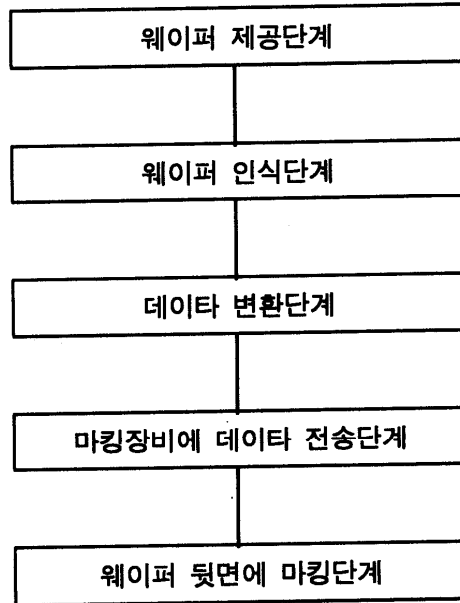 웨이퍼 제공단계
웨이퍼 인식단계
데이타 변환단계
마킹장비에 데이타 전송단계
웨이퍼 뒷면에 마킹단계